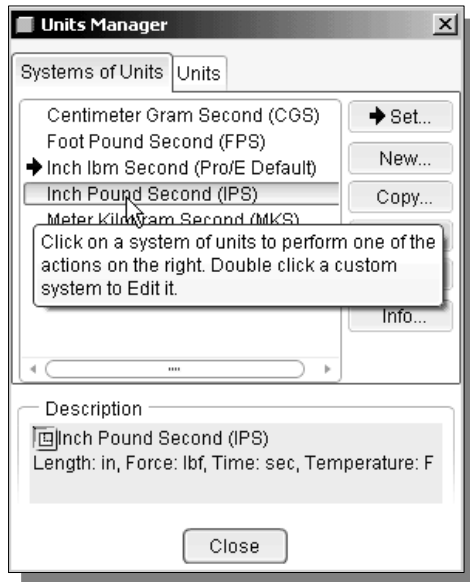 Units Manager
Systems of Units Units
Centimeter Gram Second (CGS)
Foot Pound Second (FPS)
Inch lbm Second (Pro/E Default)
Inch Pound Second (IPS)
Meter Kilogram Second (MKS)
Click on a system of units to perform one of the
actions on the right. Double click a custom
system to Edit it.
Set...
New...
Copy...
Info...
Description
Inch Pound Second (IPS)
Length: in, Force: lbf, Time: sec, Temperature: F
Close